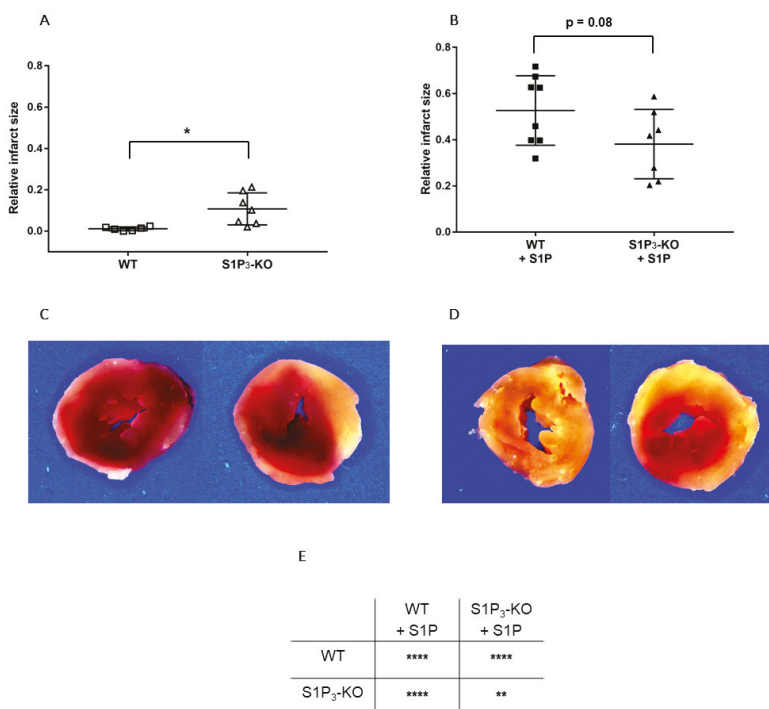 A
Relative infarct size
0.8
0.6
0.4
0.2
0.0
*
WT
S1P₃-KO
B
p = 0.08
Relative infarct size
0.8
0.6
0.4
0.2
0.0
WT
+ S1P
S1P₃-KO
+ S1P
C
D
E
WT
+ S1P
S1P₃-KO
+ S1P
WT **** ****
S1P₃-KO **** **